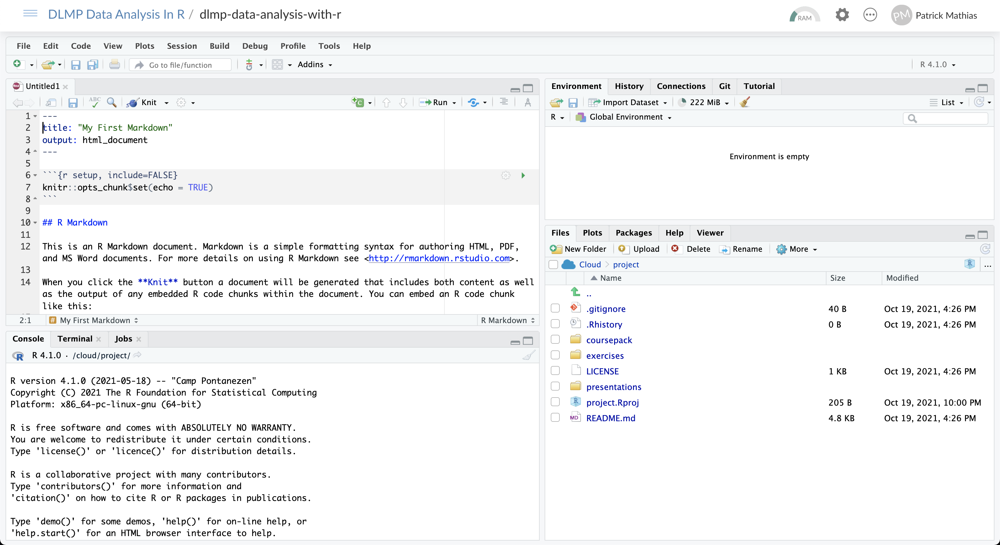 DLMP Data Analysis In R / dlmp-data-analysis-with-r
RAM
PM Patrick Mathias
File Edit Code View Plots Session Build Debug Profile Tools Help
Go to file/function
Git
Addins
R 4.1.0
Rmd Untitled1
ABC
Knit
C
Run
1 ---
2 title: "My First Markdown"
3 output: html_document
4 ---
5
6 ```{r setup, include=FALSE}
7 knitr::opts_chunk$set(echo = TRUE)
8 ```
9
10 ## R Markdown
11
12 This is an R Markdown document. Markdown is a simple formatting syntax for authoring HTML, PDF,
and MS Word documents. For more details on using R Markdown see <http://rmarkdown.rstudio.com>.
13
14 When you click the **Knit** button a document will be generated that includes both content as well
as the output of any embedded R code chunks within the document. You can embed an R code chunk
like this:
2:1 # My First Markdown R Markdown
Console Terminal Jobs
R R 4.1.0 · /cloud/project/
R version 4.1.0 (2021-05-18) -- "Camp Pontanezen"
Copyright (C) 2021 The R Foundation for Statistical Computing
Platform: x86_64-pc-linux-gnu (64-bit)
R is free software and comes with ABSOLUTELY NO WARRANTY.
You are welcome to redistribute it under certain conditions.
Type 'license()' or 'licence()' for distribution details.
R is a collaborative project with many contributors.
Type 'contributors()' for more information and
'citation()' on how to cite R or R packages in publications.
Type 'demo()' for some demos, 'help()' for on-line help, or
'help.start()' for an HTML browser interface to help.
Environment History Connections Git Tutorial
Import Dataset 222 MiB List
R Global Environment
Environment is empty
Files Plots Packages Help Viewer
New Folder Upload Delete Rename More
Cloud > project R ...
Name Size Modified
..
.gitignore 40 B Oct 19, 2021, 4:26 PM
.Rhistory 0 B Oct 19, 2021, 4:26 PM
coursepack
exercises
LICENSE 1 KB Oct 19, 2021, 4:26 PM
presentations
R project.Rproj 205 B Oct 19, 2021, 10:00 PM
MD README.md 4.8 KB Oct 19, 2021, 4:26 PM